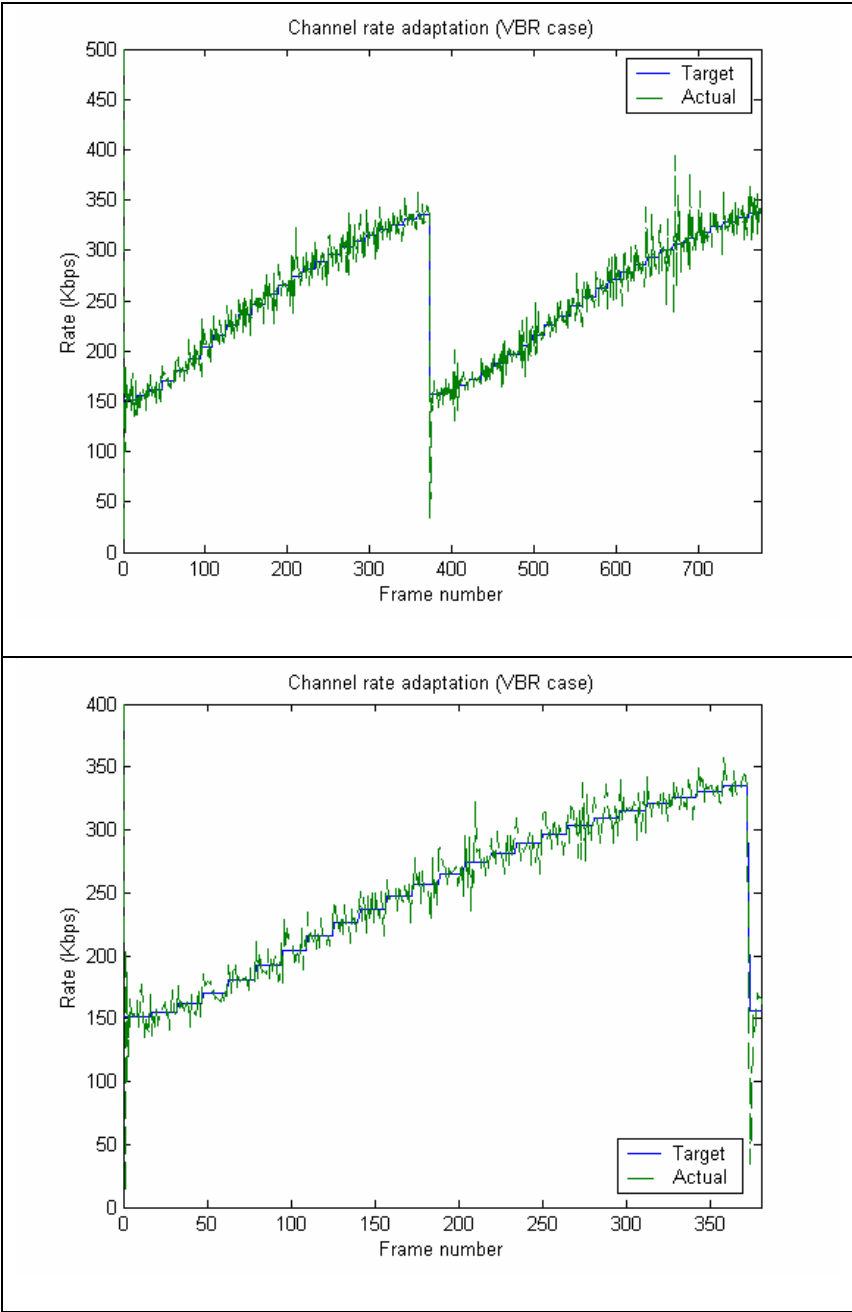 Channel rate adaptation (VBR case)
500
450
400
350
300
250
200
150
100
50
0
Rate (Kbps)
Target
Actual
0 100 200 300 400 500 600 700
Frame number
Channel rate adaptation (VBR case)
400
350
300
250
200
150
100
50
0
Rate (Kbps)
Target
Actual
0 50 100 150 200 250 300 350
Frame number